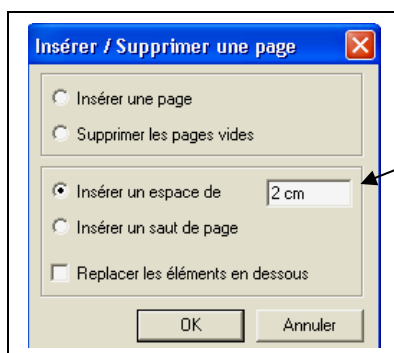 Insérer / Supprimer une page
Insérer une page
Supprimer les pages vides
Insérer un espace de 2 cm
Insérer un saut de page
Replacer les éléments en dessous
OK Annuler